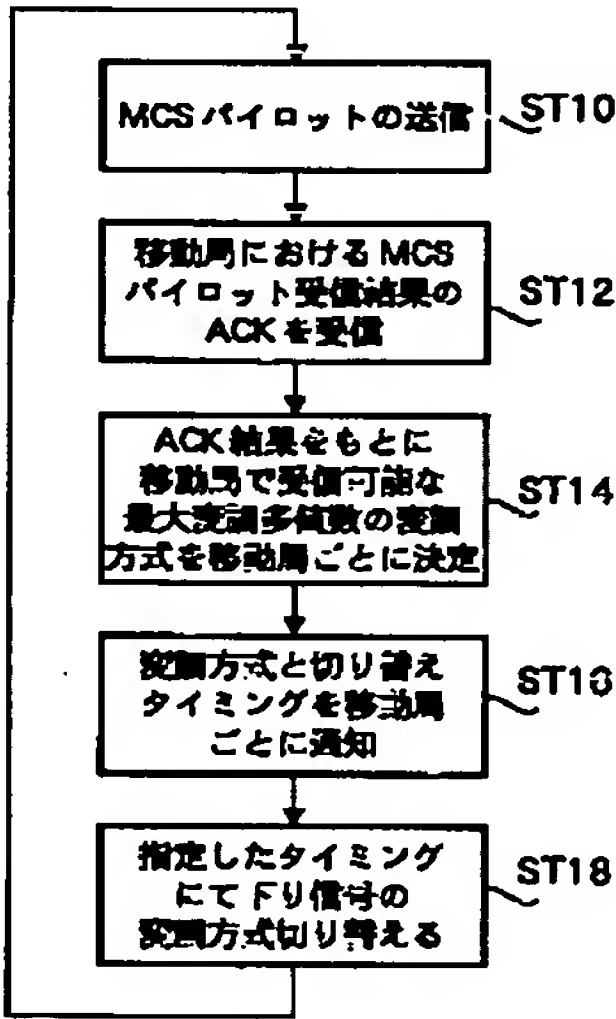 MCSパイロットの送信
ST10
移動局におけるMCS
パイロット受信結果の
ACKを受信
ST12
ACK結果をもとに
移動局で受信可能な
最大変調多値数の変調
方式を移動局ごとに決定
ST14
変調方式と切り替え
タイミングを移動局
ごとに通知
ST16
指定したタイミング
にて下り信号の
変調方式切り替える
ST18